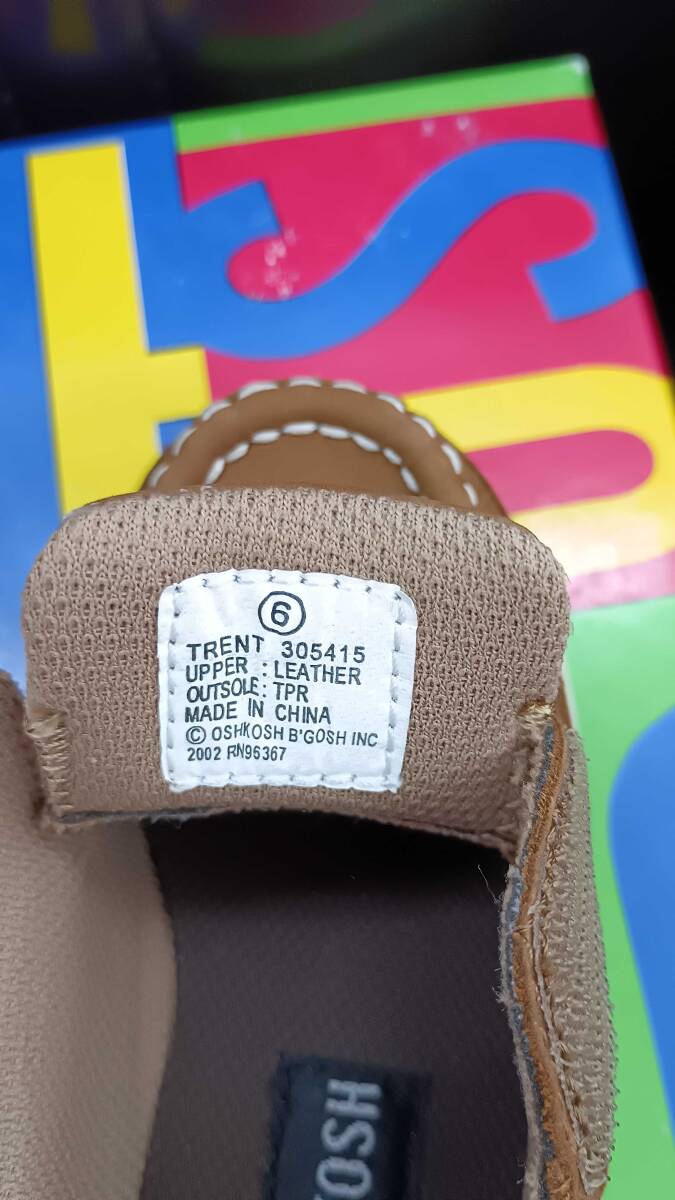 6
TRENT 305415
UPPER : LEATHER
OUTSOLE : TPR
MADE IN CHINA
© OSHKOSH B'GOSH INC
2002 RN96367